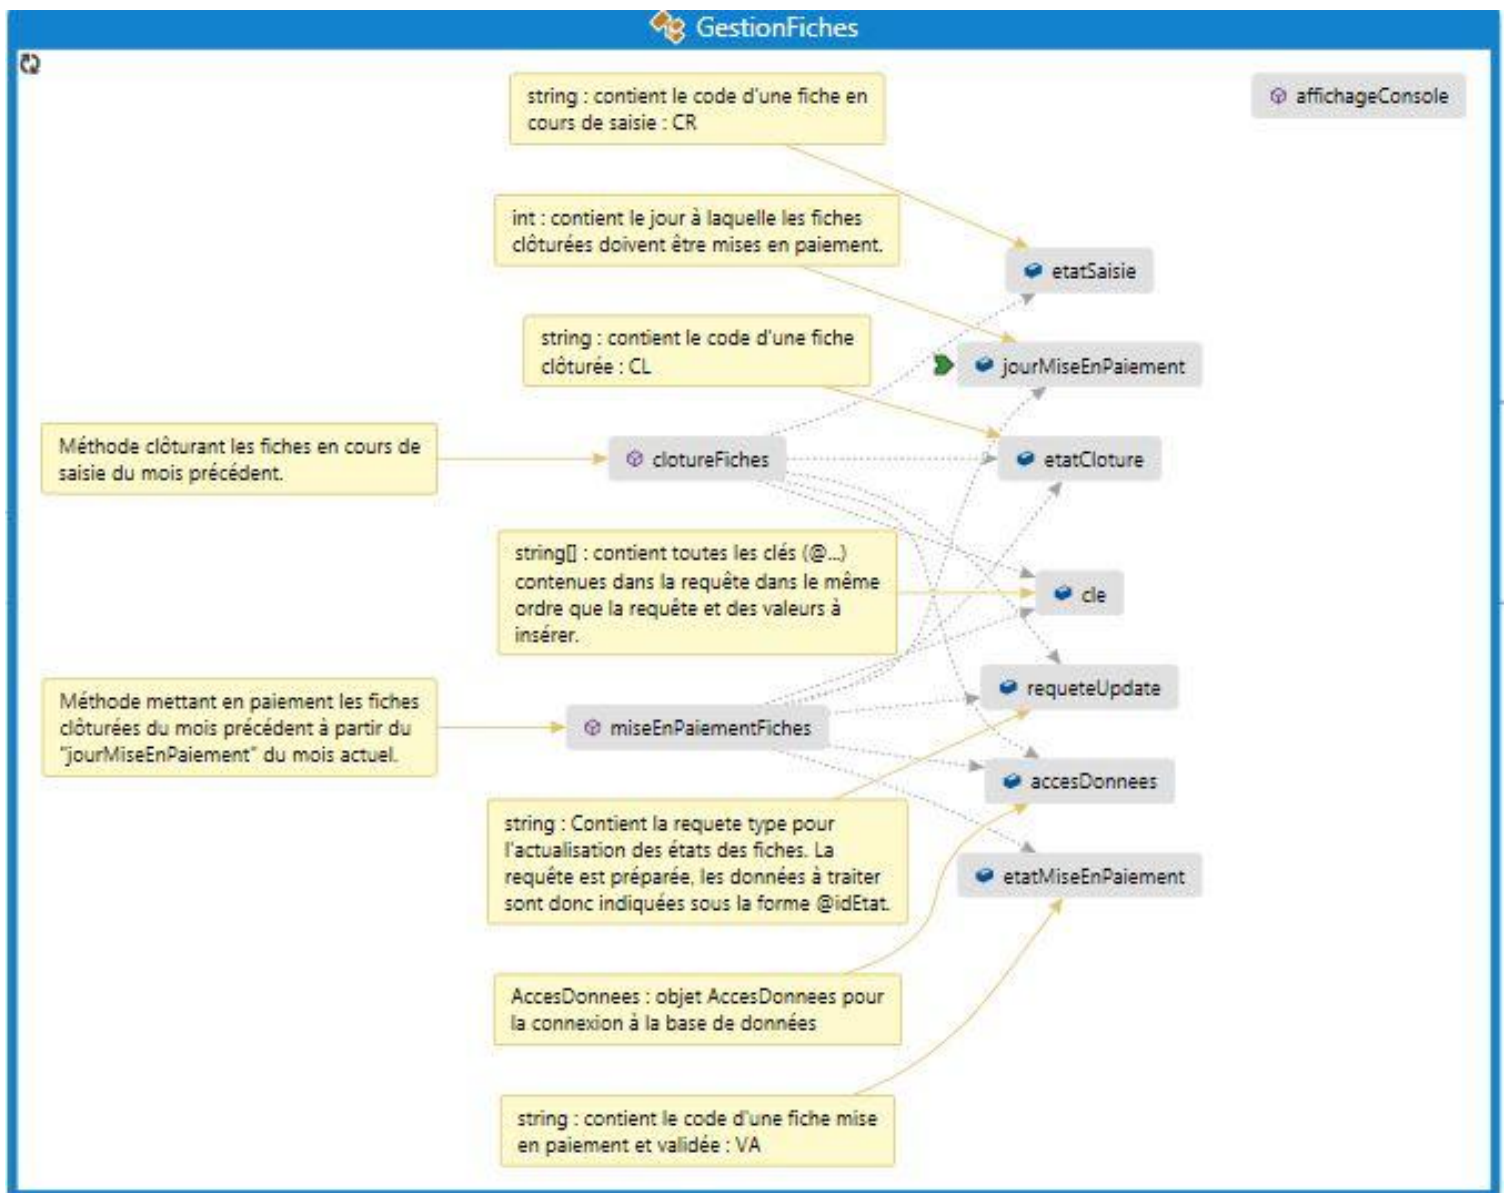 GestionFiches
string : contient le code d'une fiche en
cours de saisie : CR
affichageConsole
int : contient le jour à laquelle les fiches
clôturées doivent être mises en paiement.
etatSaisie
string : contient le code d'une fiche
clôturée : CL
jourMiseEnPaiement
Méthode clôturant les fiches en cours de
saisie du mois précédent.
clotureFiches
etatCloture
string[] : contient toutes les clés (@...)
contenues dans la requête dans le même
ordre que la requête et des valeurs à
insérer.
cle
requeteUpdate
Méthode mettant en paiement les fiches
clôturées du mois précédent à partir du
"jourMiseEnPaiement" du mois actuel.
miseEnPaiementFiches
accesDonnees
string : Contient la requete type pour
l'actualisation des états des fiches. La
requête est préparée, les données à traiter
sont donc indiquées sous la forme @idEtat.
etatMiseEnPaiement
AccesDonnees : objet AccesDonnees pour
la connexion à la base de données
string : contient le code d'une fiche mise
en paiement et validée : VA